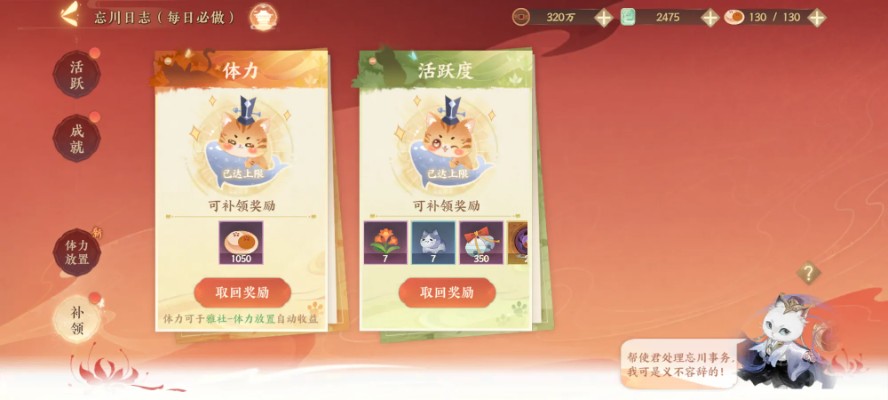 忘川日志（每日必做）
320万
2475
130 / 130
活跃
成就
体力放置
补领
体力
已达上限
可补领奖励
1050
取回奖励
体力可于雅社-体力放置自动收益
活跃度
已达上限
可补领奖励
7
7
350
取回奖励
?
帮使君处理忘川事务，
我可是义不容辞的！